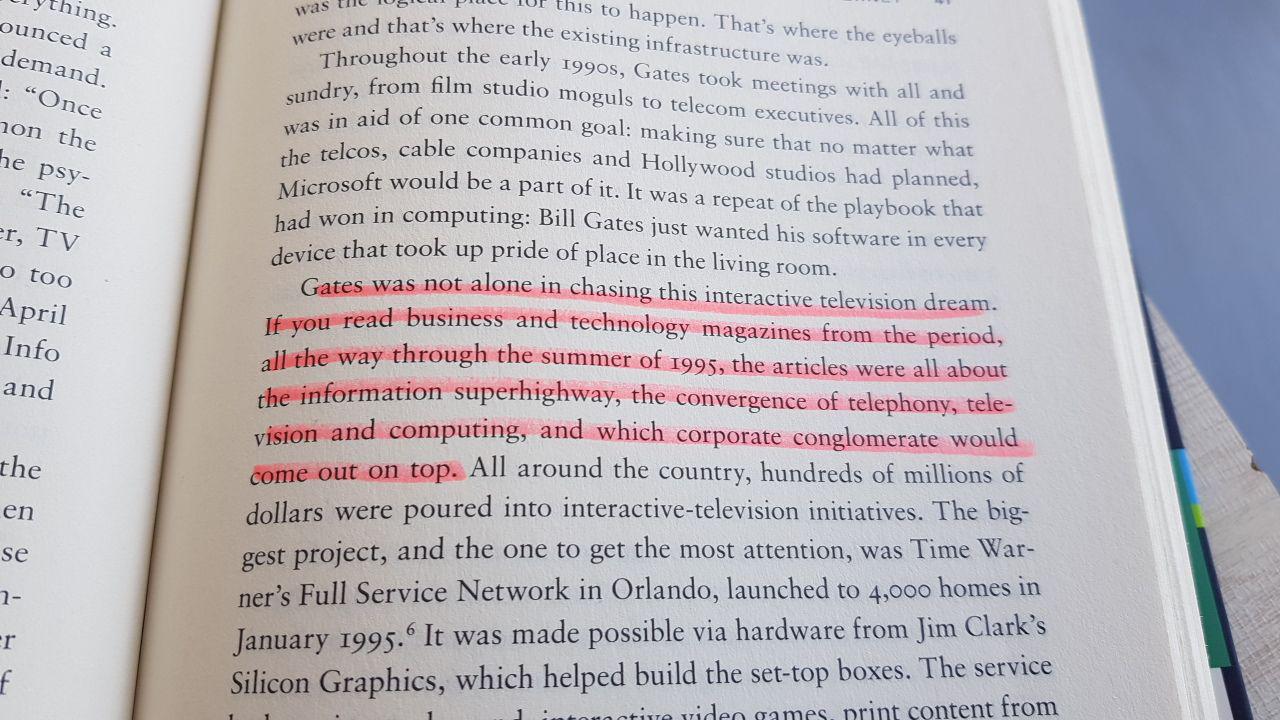 erything.
ounced a
demand.
: "Once
non the
he psy-
"The
er, TV
o too
April
Info
and
the
en
se
n-
er
f
was the logical place for this to happen. That's where the eyeballs
were and that's where the existing infrastructure was.
Throughout the early 1990s, Gates took meetings with all and
sundry, from film studio moguls to telecom executives. All of this
was in aid of one common goal: making sure that no matter what
the telcos, cable companies and Hollywood studios had planned,
Microsoft would be a part of it. It was a repeat of the playbook that
had won in computing: Bill Gates just wanted his software in every
device that took up pride of place in the living room.
Gates was not alone in chasing this interactive television dream.
If you read business and technology magazines from the period,
all the way through the summer of 1995, the articles were all about
the information superhighway, the convergence of telephony, tele-
vision and computing, and which corporate conglomerate would
come out on top. All around the country, hundreds of millions of
dollars were poured into interactive-television initiatives. The big-
gest project, and the one to get the most attention, was Time War-
ner's Full Service Network in Orlando, launched to 4,000 homes in
January 1995.6 It was made possible via hardware from Jim Clark's
Silicon Graphics, which helped build the set-top boxes. The service
interactive video games, print content from